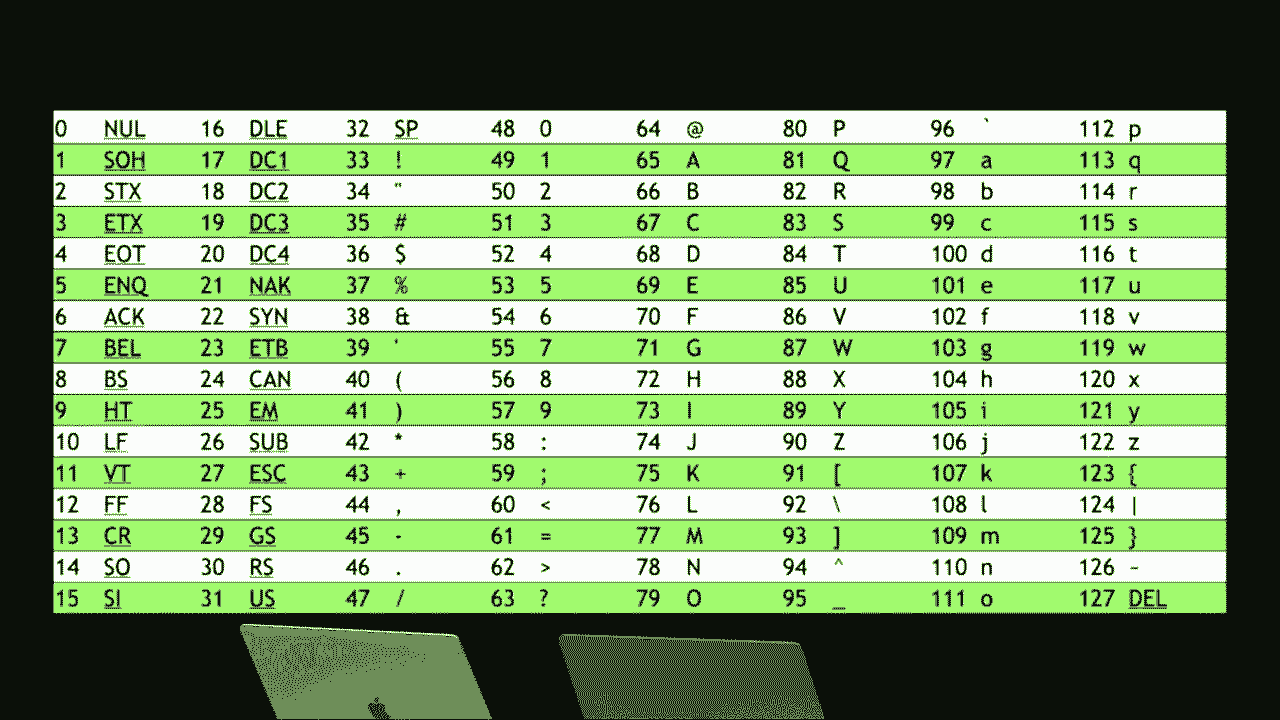 0 NUL 16 DLE 32 SP 48 0 64 @ 80 P 96 ` 112 p
1 SOH 17 DC1 33 ! 49 1 65 A 81 Q 97 a 113 q
2 STX 18 DC2 34 " 50 2 66 B 82 R 98 b 114 r
3 ETX 19 DC3 35 # 51 3 67 C 83 S 99 c 115 s
4 EOT 20 DC4 36 $ 52 4 68 D 84 T 100 d 116 t
5 ENQ 21 NAK 37 % 53 5 69 E 85 U 101 e 117 u
6 ACK 22 SYN 38 & 54 6 70 F 86 V 102 f 118 v
7 BEL 23 ETB 39 ' 55 7 71 G 87 W 103 g 119 w
8 BS 24 CAN 40 ( 56 8 72 H 88 X 104 h 120 x
9 HT 25 EM 41 ) 57 9 73 I 89 Y 105 i 121 y
10 LF 26 SUB 42 * 58 : 74 J 90 Z 106 j 122 z
11 VT 27 ESC 43 + 59 ; 75 K 91 [ 107 k 123 {
12 FF 28 FS 44 , 60 < 76 L 92 \ 108 l 124 |
13 CR 29 GS 45 - 61 = 77 M 93 ] 109 m 125 }
14 SO 30 RS 46 . 62 > 78 N 94 ^ 110 n 126 ~
15 SI 31 US 47 / 63 ? 79 O 95 _ 111 o 127 DEL